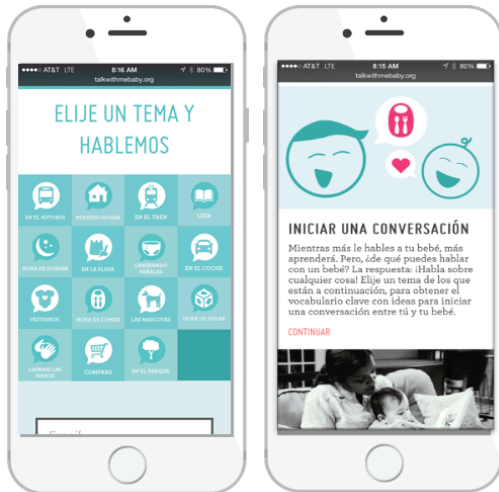 AT&T LTE 8:16 AM 80%
talkwithmebaby.org
ELIJE UN TEMA Y
HABLEMOS
EN EL AUTOBÚS
NUESTRO HOGAR
EN EL TREN
LEER
HORA DE DORMIR
EN LA PLAYA
CAMBIANDO
PAÑALES
EN EL COCHE
VESTIRNOS
HORA DE COMER
LAS MASCOTAS
HORA DE JUGAR
LAVARSE LAS
MANOS
COMPRAS
EN EL PARQUE
AT&T LTE 8:15 AM 80%
talkwithmebaby.org
INICIAR UNA CONVERSACIÓN
Mientras más le hables a tu bebé, más
aprenderá. Pero, ¿de qué puedes hablar
con un bebé? La respuesta: ¡Habla sobre
cualquier cosa! Elije un tema de los que
están a continuación, para obtener el
vocabulario clave con ideas para iniciar
una conversación entre tú y tu bebé.
CONTINUAR